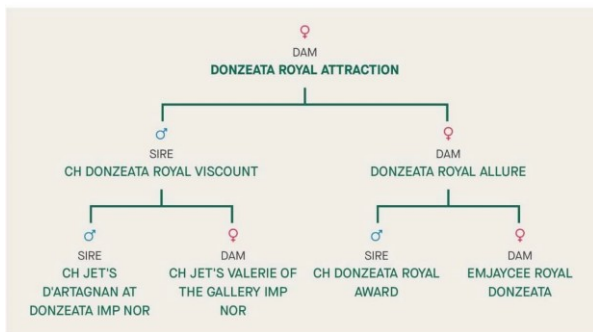 DAM
DONZEATA ROYAL ATTRACTION
SIRE
CH DONZEATA ROYAL VISCOUNT
DAM
DONZEATA ROYAL ALLURE
SIRE
CH JET'S
D'ARTAGNAN AT
DONZEATA IMP NOR
DAM
CH JET'S VALERIE OF
THE GALLERY IMP
NOR
SIRE
CH DONZEATA ROYAL
AWARD
DAM
EMJAYCEE ROYAL
DONZEATA